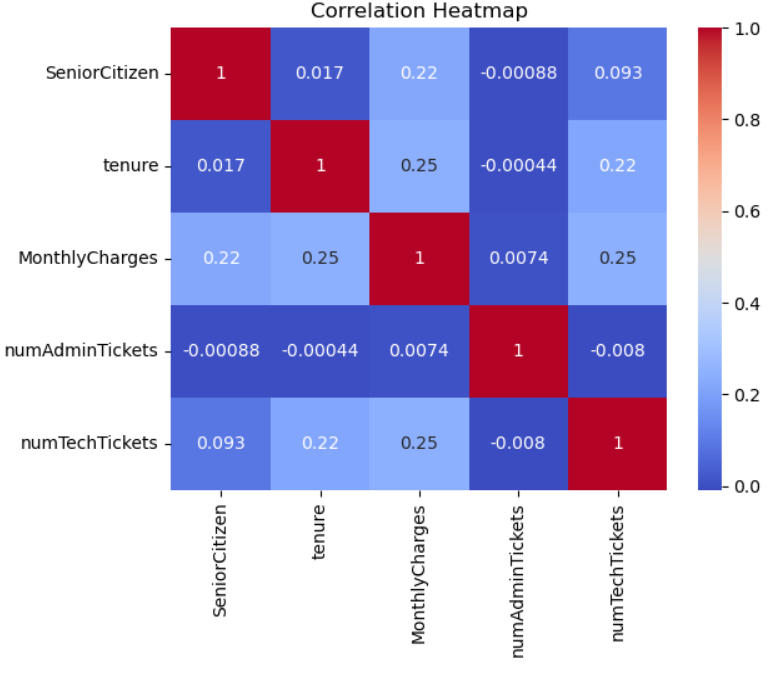 Correlation Heatmap
SeniorCitizen 1 0.017 0.22 -0.00088 0.093
tenure 0.017 1 0.25 -0.00044 0.22
MonthlyCharges 0.22 0.25 1 0.0074 0.25
numAdminTickets -0.00088 -0.00044 0.0074 1 -0.008
numTechTickets 0.093 0.22 0.25 -0.008 1
SeniorCitizen
tenure
MonthlyCharges
numAdminTickets
numTechTickets
1.0
0.8
0.6
0.4
0.2
0.0